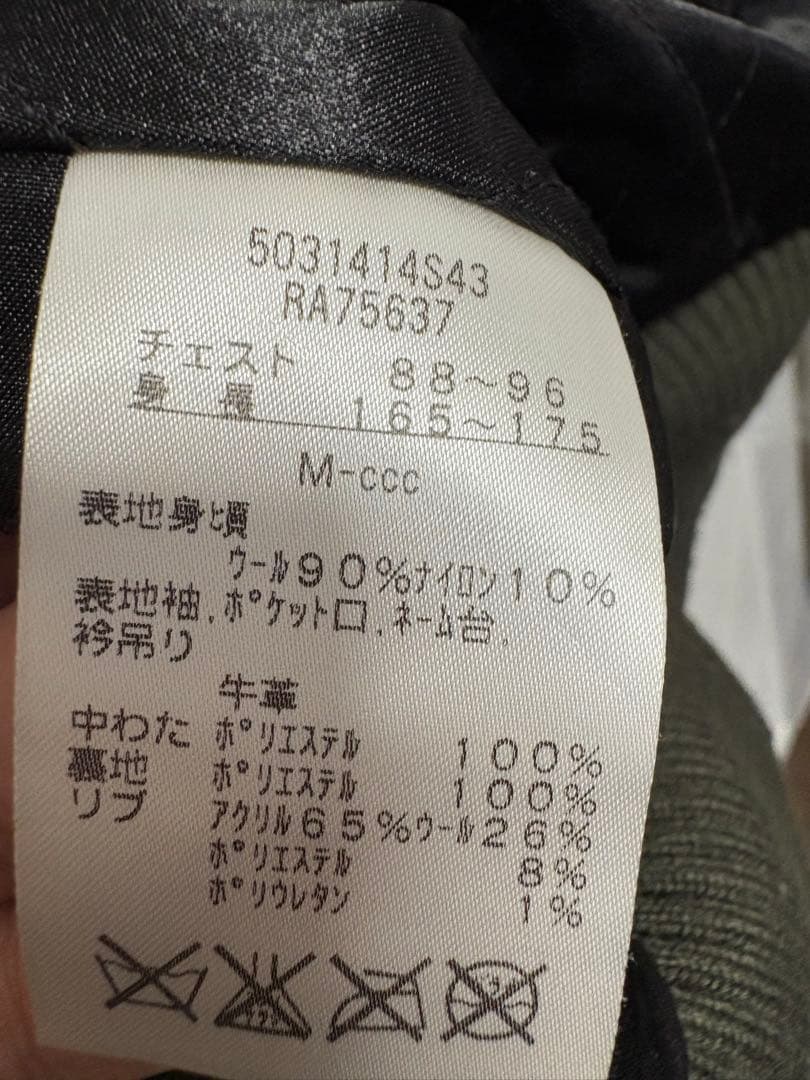 5031414S43
RA75637
チェスト 88～96
身長 165～175
M-ccc
表地身頃
ウール90%ナイロン10%
表地袖.ポケット口.ネーム台.
衿吊り
牛革
中わた ポリエステル 100%
裏地 ポリエステル 100%
リブ アクリル65%ウール26%
ポリエステル 8%
ポリウレタン 1%